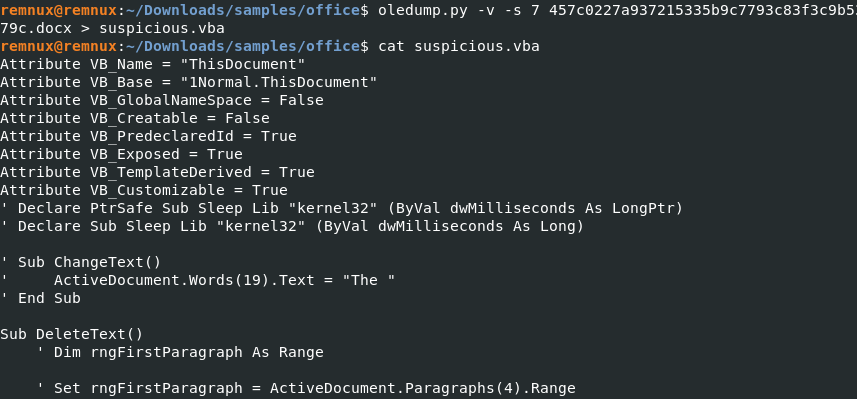 remnux@remnux:~/Downloads/samples/office$ oledump.py -v -s 7 457c0227a937215335b9c7793c83f3c9b5
79c.docx > suspicious.vba
remnux@remnux:~/Downloads/samples/office$ cat suspicious.vba
Attribute VB_Name = "ThisDocument"
Attribute VB_Base = "1Normal.ThisDocument"
Attribute VB_GlobalNameSpace = False
Attribute VB_Creatable = False
Attribute VB_PredeclaredId = True
Attribute VB_Exposed = True
Attribute VB_TemplateDerived = True
Attribute VB_Customizable = True
' Declare PtrSafe Sub Sleep Lib "kernel32" (ByVal dwMilliseconds As LongPtr)
' Declare Sub Sleep Lib "kernel32" (ByVal dwMilliseconds As Long)

' Sub ChangeText()
'     ActiveDocument.Words(19).Text = "The "
' End Sub

Sub DeleteText()
    ' Dim rngFirstParagraph As Range

    ' Set rngFirstParagraph = ActiveDocument.Paragraphs(4).Range